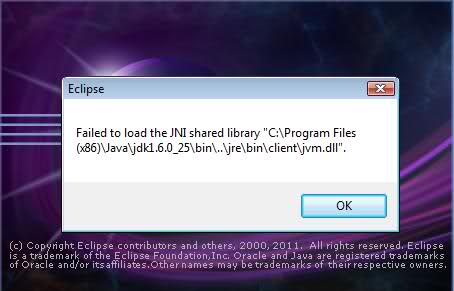 Eclipse
Failed to load the JNI shared library "C:\Program Files
(x86)\Java\jdk1.6.0_25\bin\..\jre\bin\client\jvm.dll".
OK
(c) Copyright Eclipse contributors and others, 2000, 2011. All rights reserved. Eclipse
is a trademark of the Eclipse Foundation,Inc. Oracle and Java are registered trademarks
of Oracle and/or itsaffiliates.Other names may be trademarks of their respective owners.